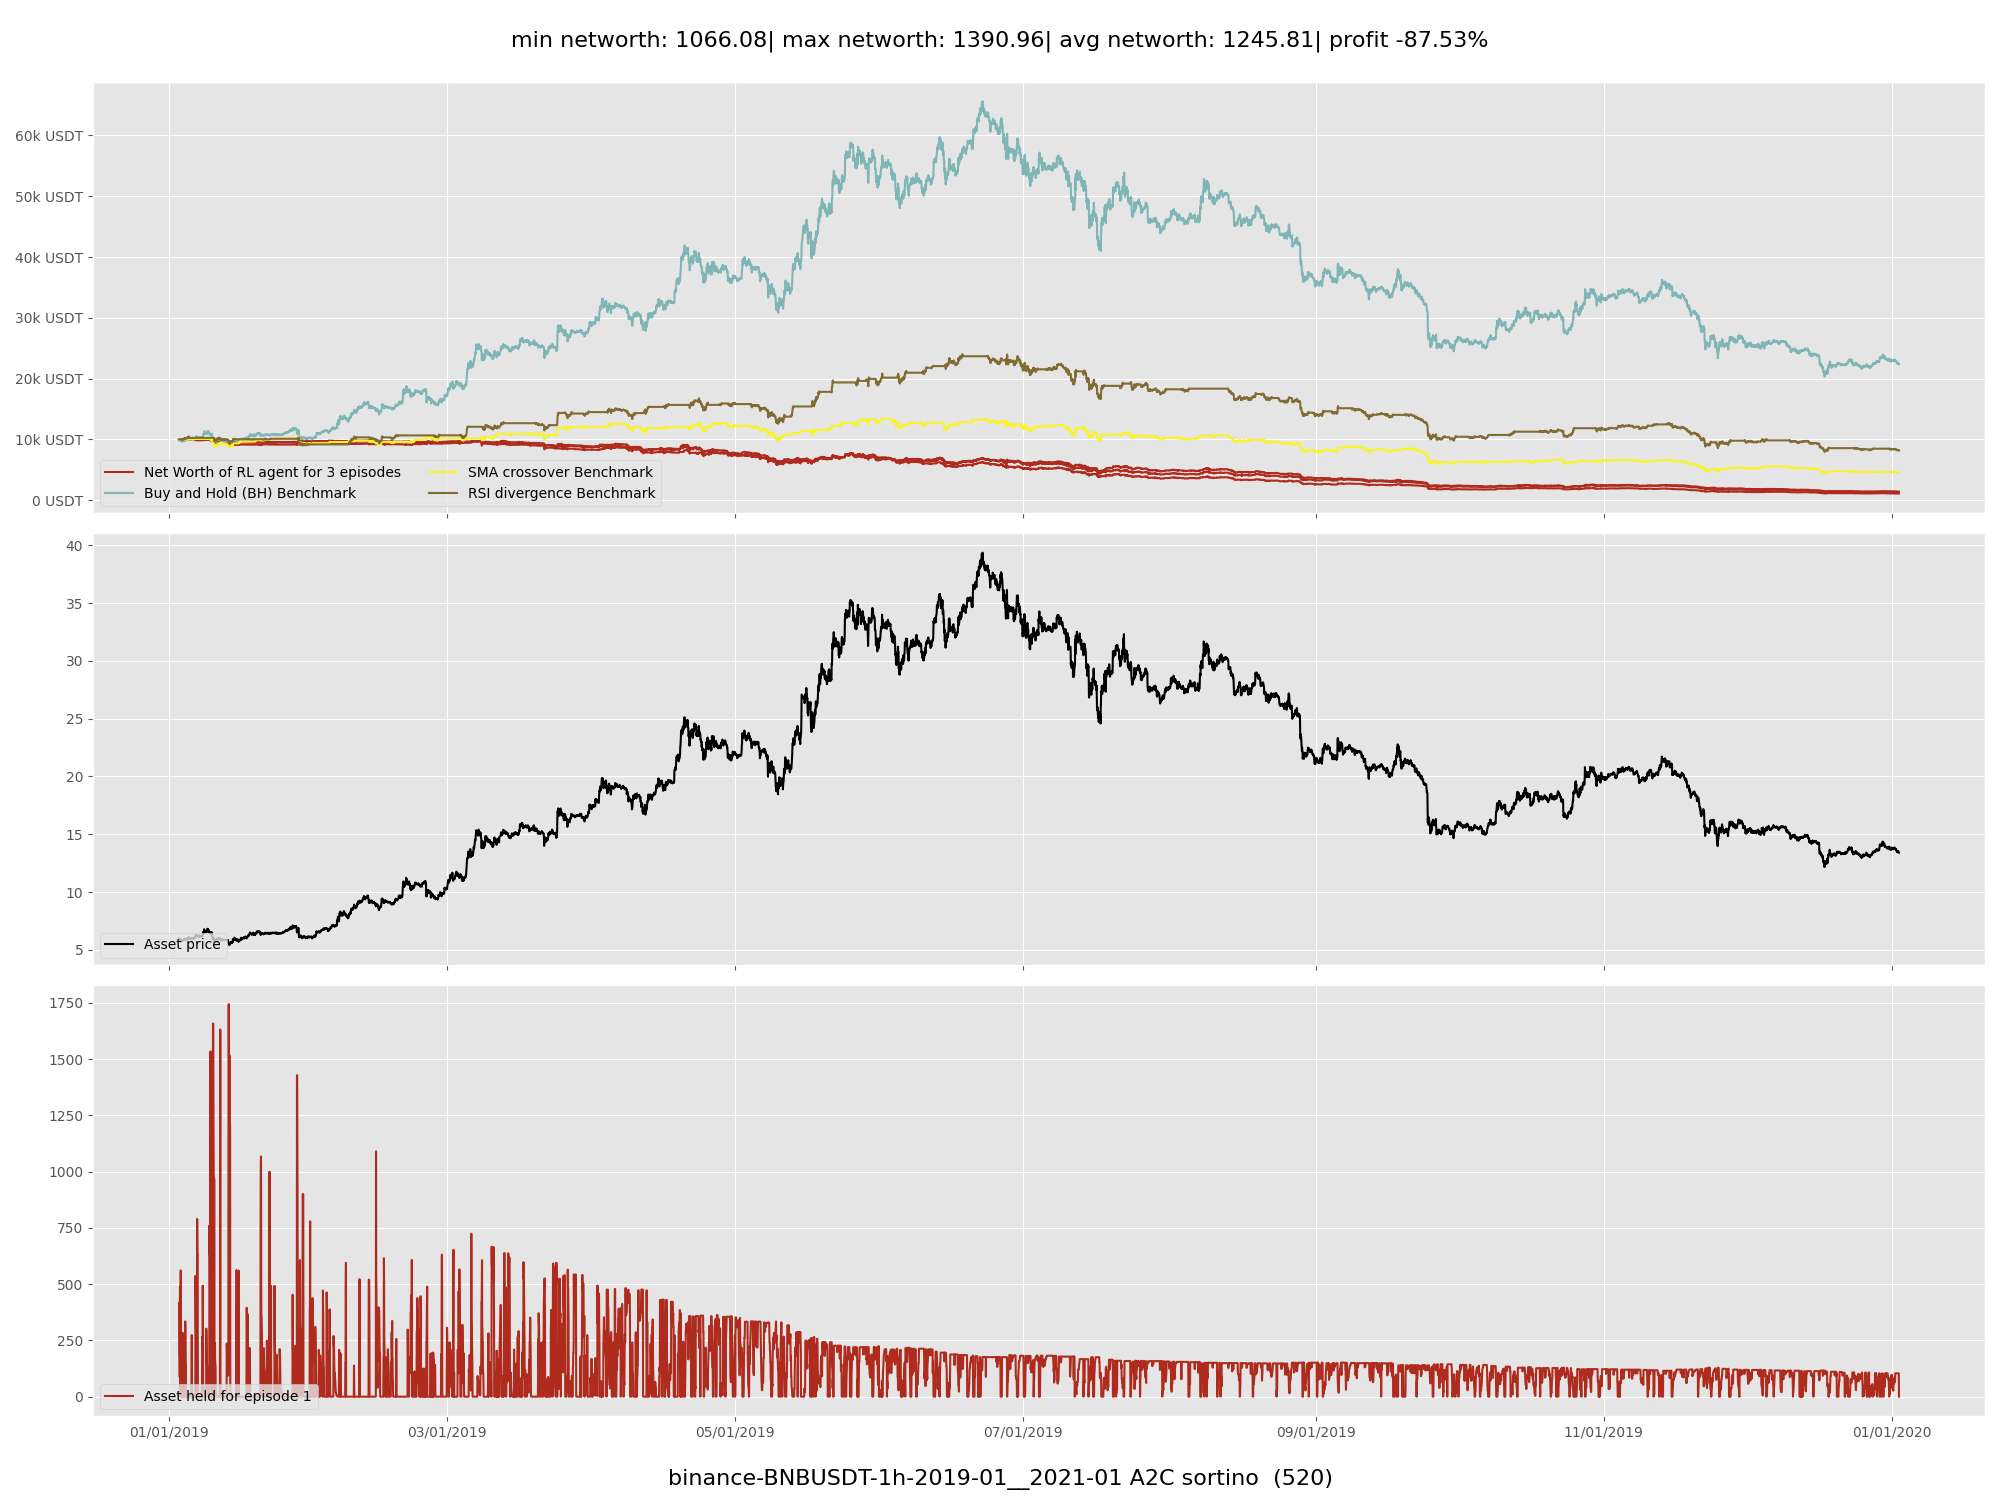 min networth: 1066.08| max networth: 1390.96| avg networth: 1245.81| profit -87.53%
60k USDT
50k USDT
40k USDT
30k USDT
20k USDT
10k USDT
0 USDT
Net Worth of RL agent for 3 episodes
Buy and Hold (BH) Benchmark
SMA crossover Benchmark
RSI divergence Benchmark
40
35
30
25
20
15
10
5
Asset price
1750
1500
1250
1000
750
500
250
0
Asset held for episode 1
01/01/2019 03/01/2019 05/01/2019 07/01/2019 09/01/2019 11/01/2019 01/01/2020
binance-BNBUSDT-1h-2019-01__2021-01 A2C sortino (520)